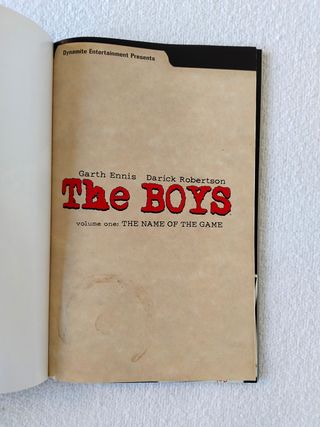 Dynamite Entertainment Presents
Garth Ennis Darick Robertson
The BOYS
volume one: THE NAME OF THE GAME